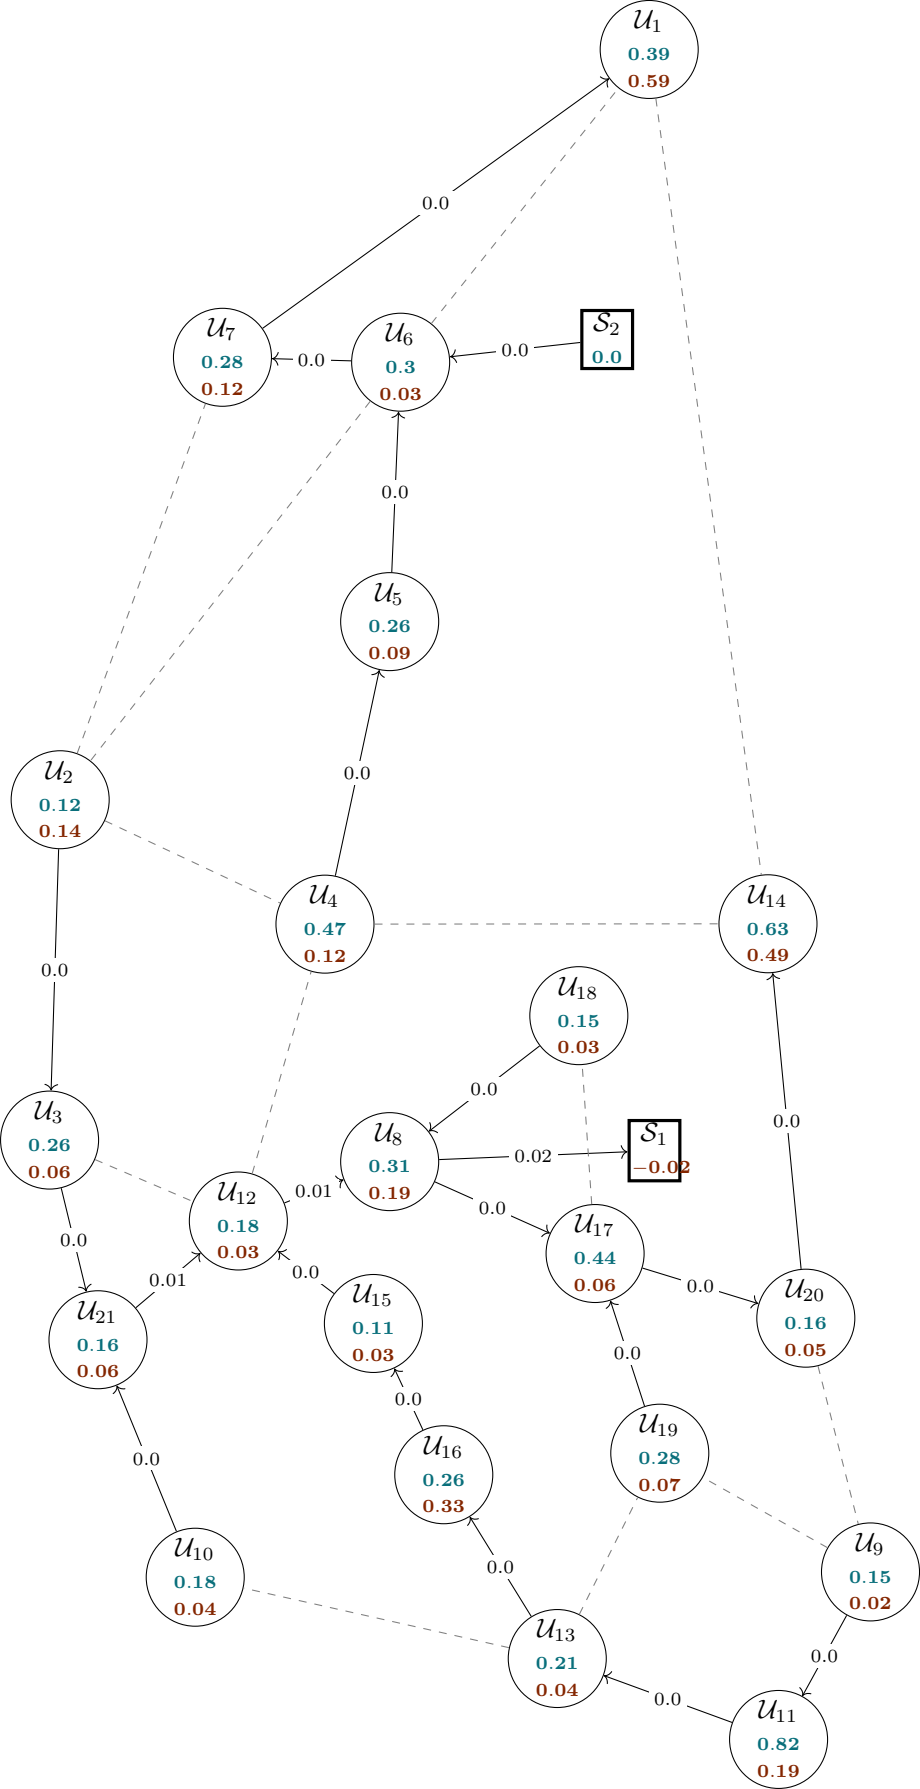 𝒰₁
0.39
0.59
0.0
𝒰₇
0.28
0.12
0.0
𝒰₆
0.3
0.03
0.0
𝒮₂
0.0
0.0
𝒰₅
0.26
0.09
0.0
𝒰₂
0.12
0.14
𝒰₄
0.47
0.12
𝒰₁₄
0.63
0.49
0.0
𝒰₁₈
0.15
0.03
0.0
𝒰₃
0.26
0.06
𝒰₈
0.31
0.19
0.02
𝒮₁
−0.02
0.0
𝒰₁₂
0.18
0.03
0.01
0.0
𝒰₁₇
0.44
0.06
0.0
0.01
0.0
0.0
𝒰₂₁
0.16
0.06
𝒰₁₅
0.11
0.03
𝒰₂₀
0.16
0.05
0.0
0.0
𝒰₁₉
0.28
0.07
0.0
𝒰₁₆
0.26
0.33
𝒰₁₀
0.18
0.04
0.0
𝒰₉
0.15
0.02
𝒰₁₃
0.21
0.04
0.0
0.0
𝒰₁₁
0.82
0.19